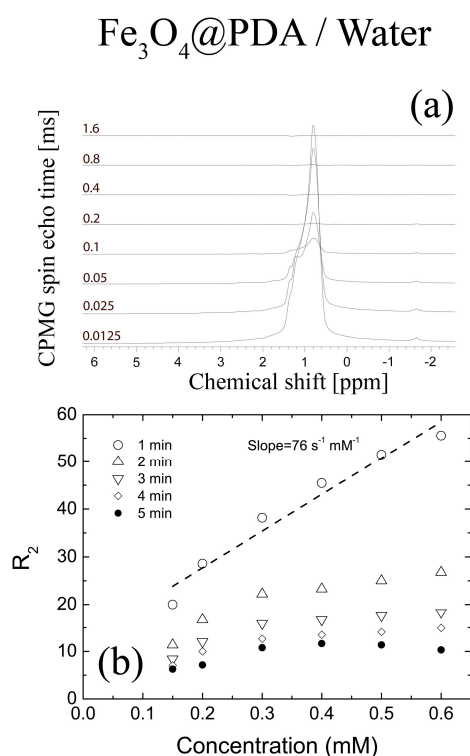 Fe₃O₄@PDA / Water
(a)
CPMG spin echo time [ms]
1.6
0.8
0.4
0.2
0.1
0.05
0.025
0.0125
6 5 4 3 2 1 0 -1 -2
Chemical shift [ppm]
60
50
40
30
20
10
0
R₂
1 min
2 min
3 min
4 min
5 min
Slope=76 s⁻¹ mM⁻¹
(b)
0.0 0.1 0.2 0.3 0.4 0.5 0.6
Concentration (mM)